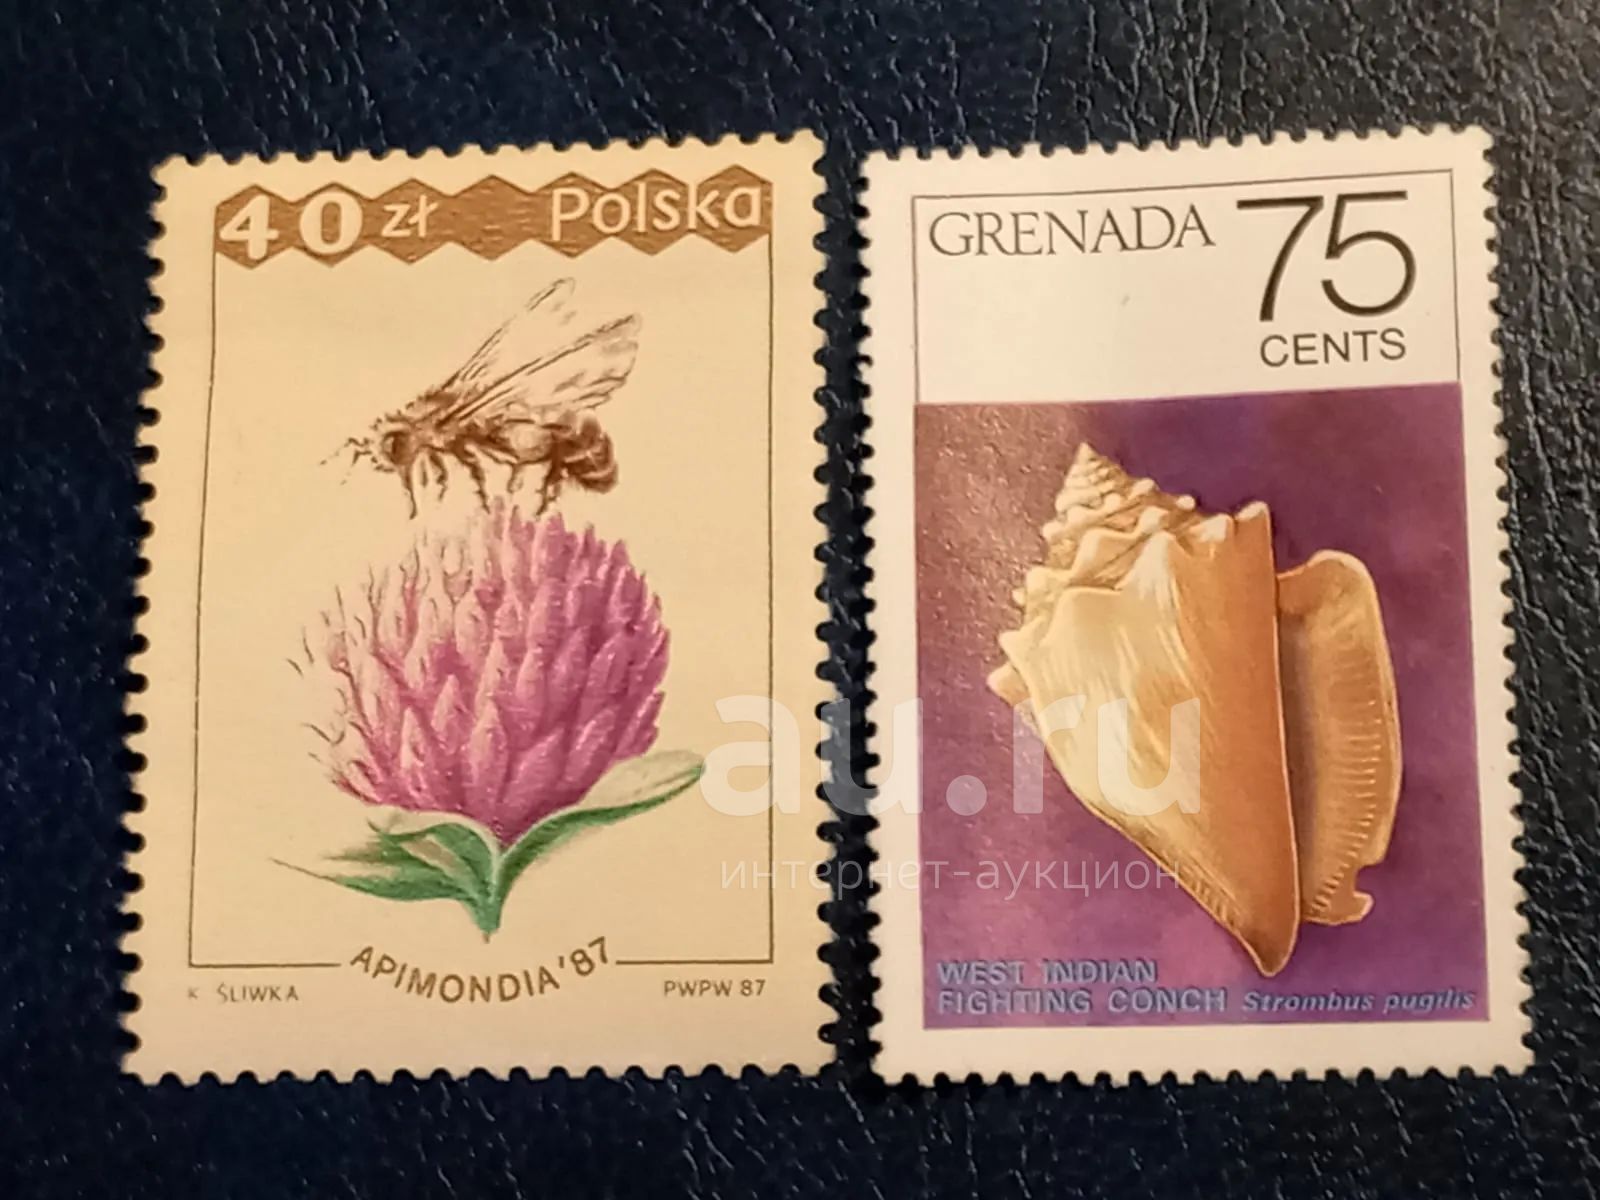 40 zł Polska
APIMONDIA '87
K ŚLIWKA
PWPW 87
GRENADA 75
CENTS
WEST INDIAN
FIGHTING CONCH Strombus pugilis
au.ru
интернет-аукцион